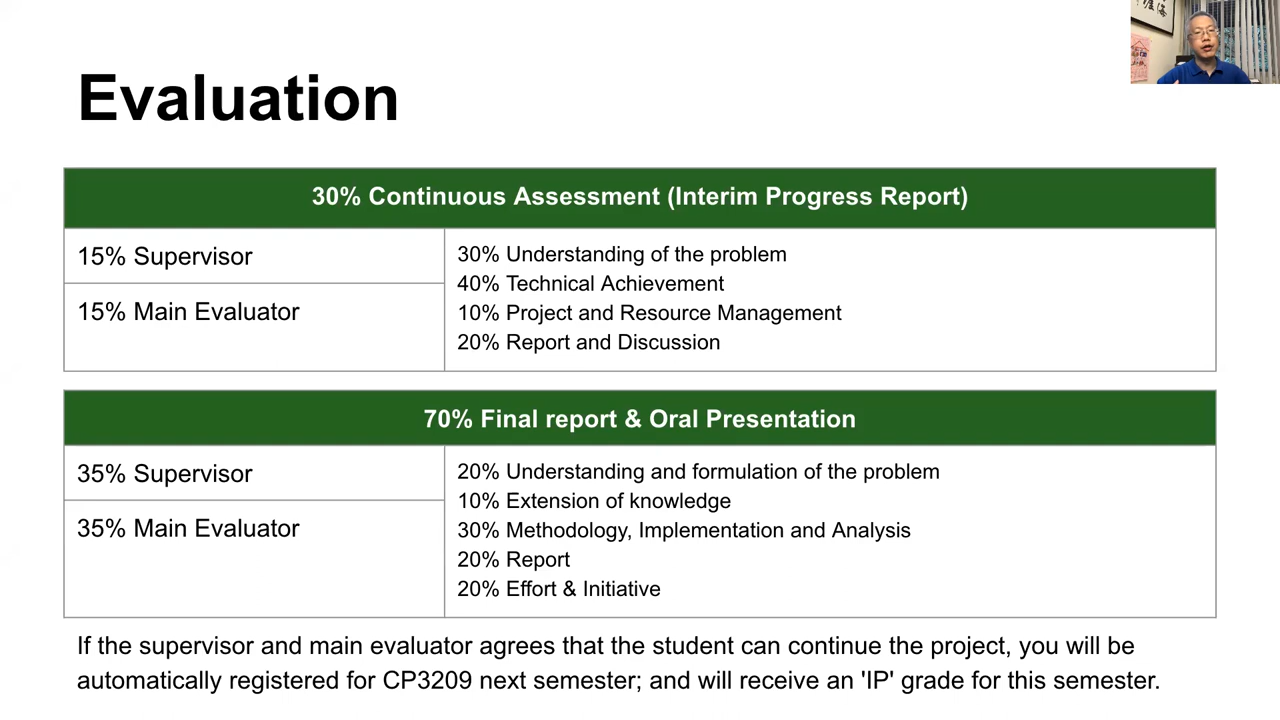 Evaluation
30% Continuous Assessment (Interim Progress Report)
15% Supervisor
15% Main Evaluator
30% Understanding of the problem
40% Technical Achievement
10% Project and Resource Management
20% Report and Discussion
70% Final report & Oral Presentation
35% Supervisor
35% Main Evaluator
20% Understanding and formulation of the problem
10% Extension of knowledge
30% Methodology, Implementation and Analysis
20% Report
20% Effort & Initiative
If the supervisor and main evaluator agrees that the student can continue the project, you will be
automatically registered for CP3209 next semester; and will receive an 'IP' grade for this semester.